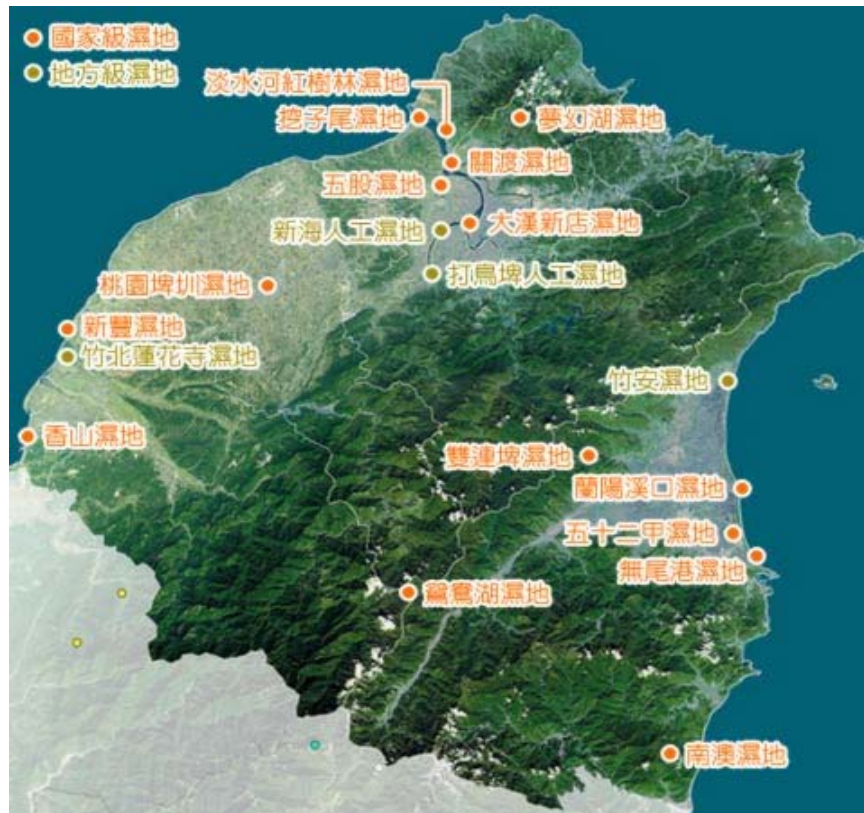 國家級濕地
地方級濕地
淡水河紅樹林濕地
挖子尾濕地
夢幻湖濕地
關渡濕地
五股濕地
大漢新店濕地
新海人工濕地
打鳥埤人工濕地
桃園埤圳濕地
新豐濕地
竹北蓮花寺濕地
竹安濕地
香山濕地
雙連埤濕地
蘭陽溪口濕地
五十二甲濕地
無尾港濕地
鴛鴦湖濕地
南澳濕地